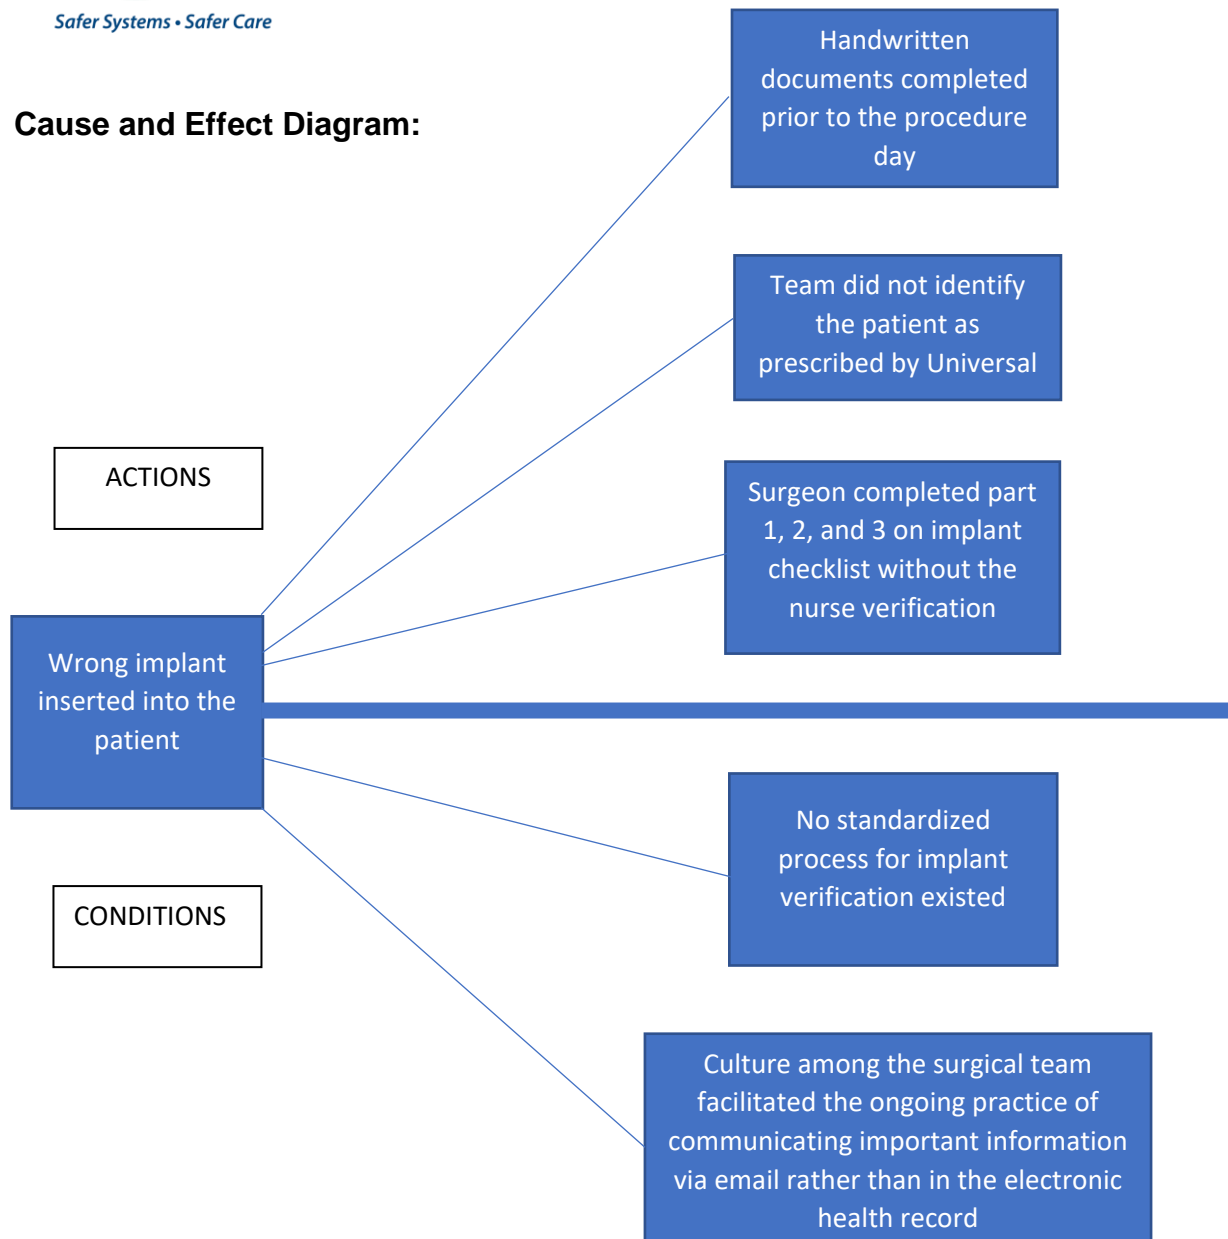 Safer Systems • Safer Care
Cause and Effect Diagram:
Handwritten
documents completed
prior to the procedure
day
Team did not identify
the patient as
prescribed by Universal
ACTIONS
Surgeon completed part
1, 2, and 3 on implant
checklist without the
nurse verification
Wrong implant
inserted into the
patient
No standardized
process for implant
verification existed
CONDITIONS
Culture among the surgical team
facilitated the ongoing practice of
communicating important information
via email rather than in the electronic
health record